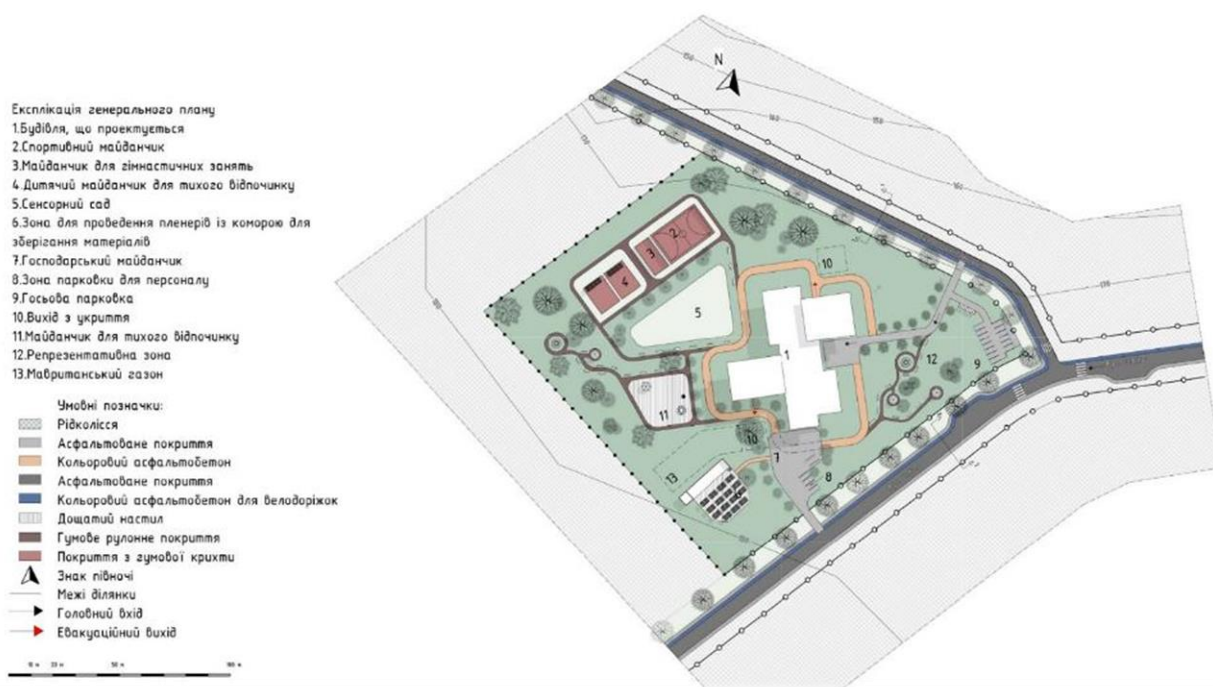 Експлікація генерального плану
1.Будівля, що проектується
2.Спортивний майданчик
3.Майданчик для гімнастичних занять
4.Дитячий майданчик для тихого відпочинку
5.Сенсорний сад
6.Зона для проведення пленерів із коморою для
зберігання матеріалів
7.Господарський майданчик
8.Зона парковки для персоналу
9.Госьова парковка
10.Вихід з укриття
11.Майданчик для тихого відпочинку
12.Репрезентативна зона
13.Мавританський газон
Умовні позначки:
Рідколісся
Асфальтоване покриття
Кольоровий асфальтобетон
Асфальтоване покриття
Кольоровий асфальтобетон для велодоріжок
Дощатий настил
Гумове рулонне покриття
Покриття з гумової крихти
Знак півночі
Межі ділянки
Головний вхід
Евакуаційний вихід
N
2
3
4
10
5
1
12
9
11
10
7
13
8